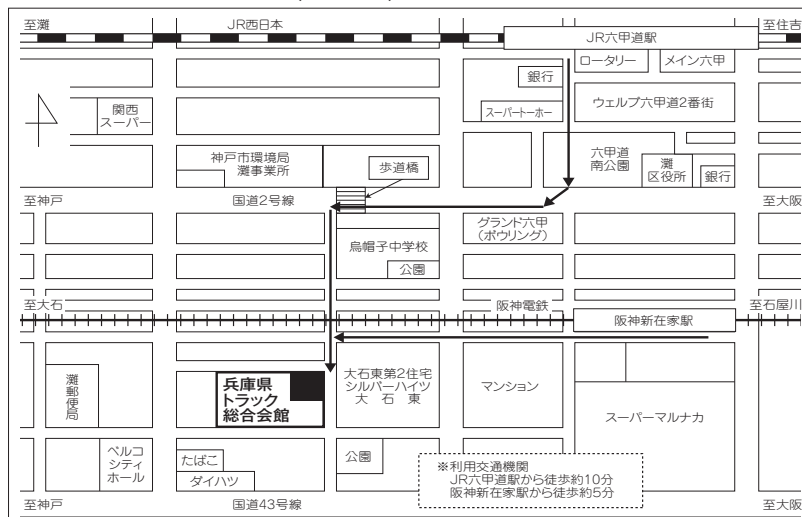 至灘
JR西日本
至住吉
JR六甲道駅
ロータリー
メイン六甲
銀行
関西
スーパー
スーパートーホー
ウェルブ六甲道2番街
神戸市環境局
灘事業所
歩道橋
六甲道
南公園
灘
区役所
銀行
至神戸
国道2号線
至大阪
グランド六甲
(ボウリング)
烏帽子中学校
公園
至大石
阪神電鉄
至石屋川
阪神新在家駅
灘郵便局
兵庫県
トラック
総合会館
大石東第2住宅
シルバーハイツ
大石東
マンション
スーパーマルナカ
ベルコ
シティ
ホール
たばこ
ダイハツ
公園
※利用交通機関
JR六甲道駅から徒歩約10分
阪神新在家駅から徒歩約5分
至神戸
国道43号線
至大阪